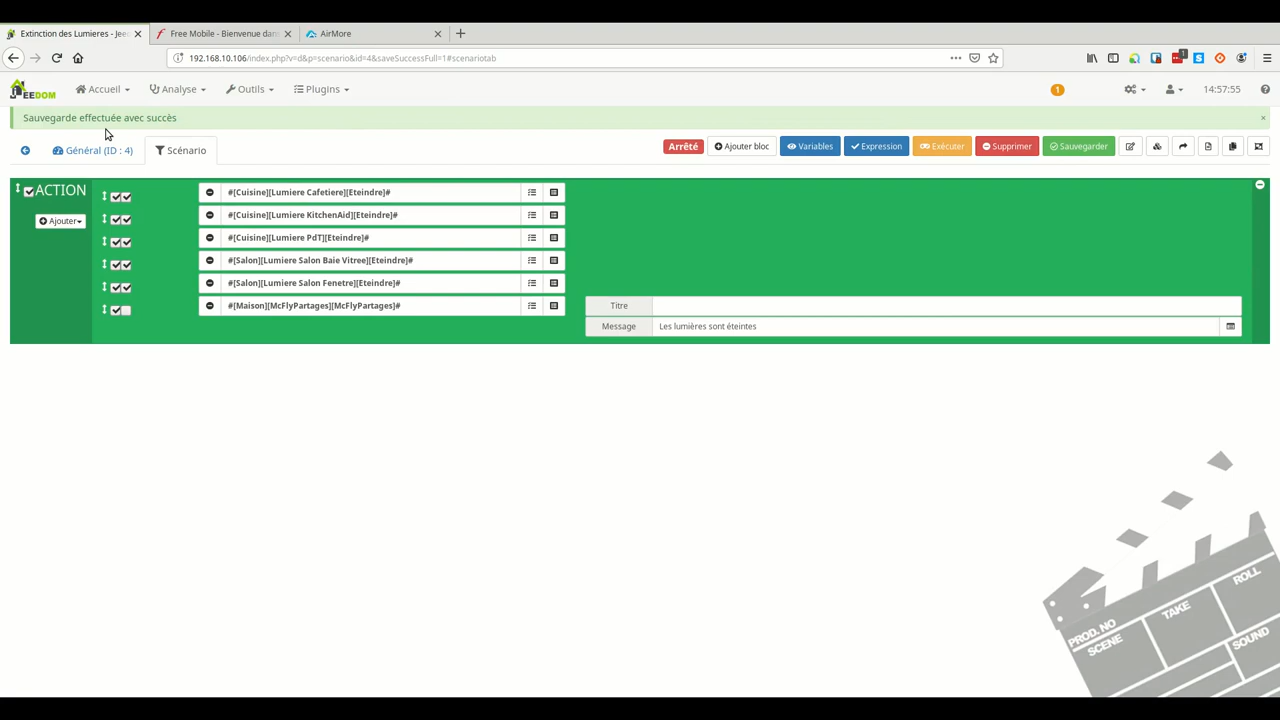 Extinction des Lumieres - Jee
Free Mobile - Bienvenue dan
AirMore
192.168.10.106/index.php?v=d&p=scenario&id=4&saveSuccessFull=1#scenariotab
1
JEEDOM
Accueil
Analyse
Outils
Plugins
1
14:57:55
Sauvegarde effectuée avec succès
×
Général (ID : 4)
Scénario
Arrêté
Ajouter bloc
Variables
Expression
Exécuter
Supprimer
Sauvegarder
ACTION
Ajouter
#[Cuisine][Lumiere Cafetiere][Eteindre]#
#[Cuisine][Lumiere KitchenAid][Eteindre]#
#[Cuisine][Lumiere PdT][Eteindre]#
#[Salon][Lumiere Salon Baie Vitree][Eteindre]#
#[Salon][Lumiere Salon Fenetre][Eteindre]#
#[Maison][McFlyPartages][McFlyPartages]#
Titre
Message
Les lumières sont éteintes
PROD. NO
SCENE
TAKE
ROLL
SOUND